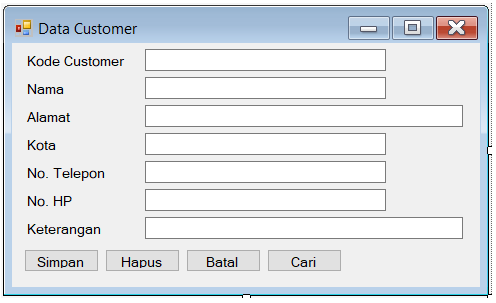 Data Customer
Kode Customer
Nama
Alamat
Kota
No. Telepon
No. HP
Keterangan
Simpan Hapus Batal Cari